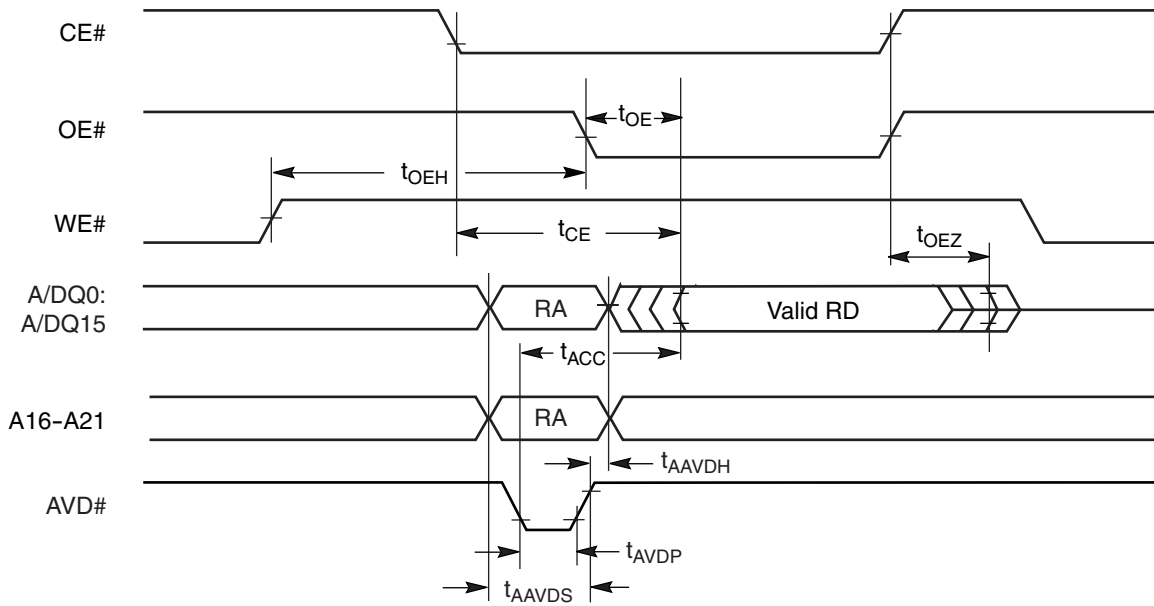 CE#
OE#
tOE
tOEH
WE#
tCE
tOEZ
A/DQ0:
A/DQ15
RA
Valid RD
tACC
A16-A21
RA
tAAVDH
AVD#
tAVDP
tAAVDS